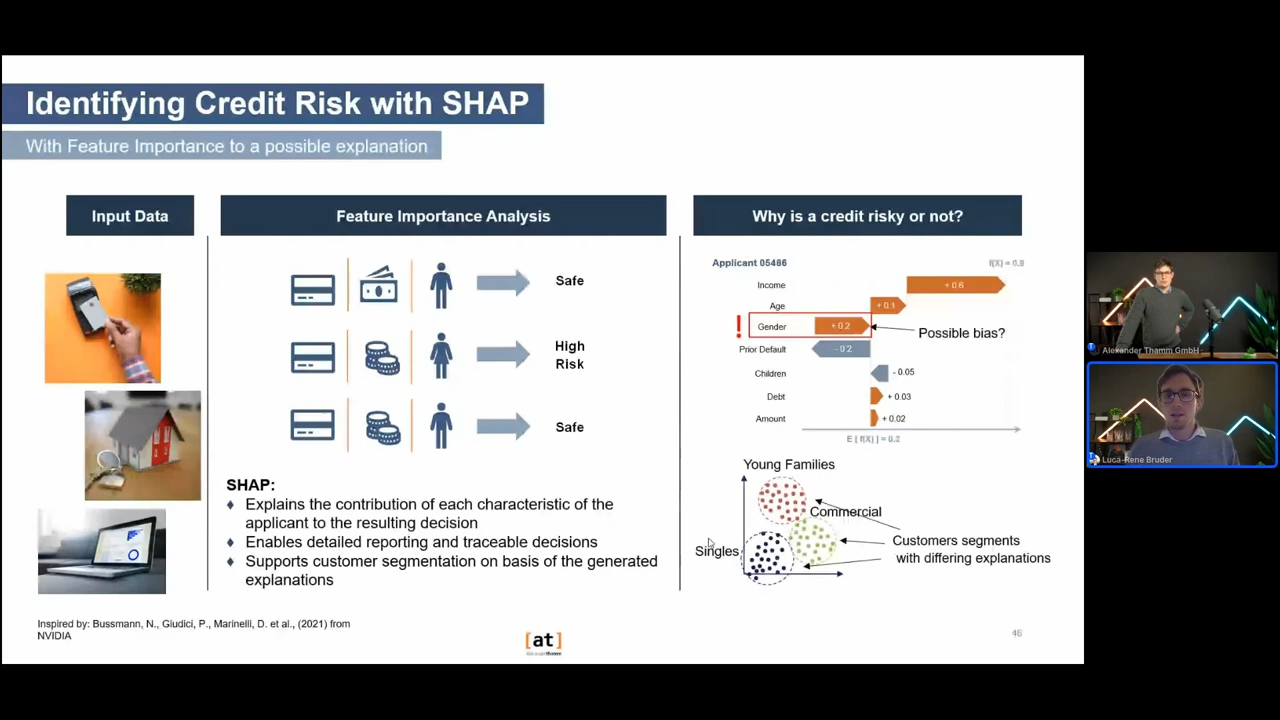 Identifying Credit Risk with SHAP
With Feature Importance to a possible explanation
Input Data
Feature Importance Analysis
Safe
High
Risk
Safe
SHAP:
Explains the contribution of each characteristic of the
applicant to the resulting decision
Enables detailed reporting and traceable decisions
Supports customer segmentation on basis of the generated
explanations
Why is a credit risky or not?
Applicant 05486
f(X) = 0.9
Income
+ 0.6
Age
+ 0.1
! Gender
+ 0.2
Possible bias?
Prior Default
- 0.2
Children
- 0.05
Debt
+ 0.03
Amount
+ 0.02
E [ f(X) ] = 0.2
Young Families
Commercial
Singles
Customers segments
with differing explanations
Inspired by: Bussmann, N., Giudici, P., Marinelli, D. et al., (2021) from
NVIDIA
[at]
46
Alexander Thamm GmbH
Luca-Rene Bruder